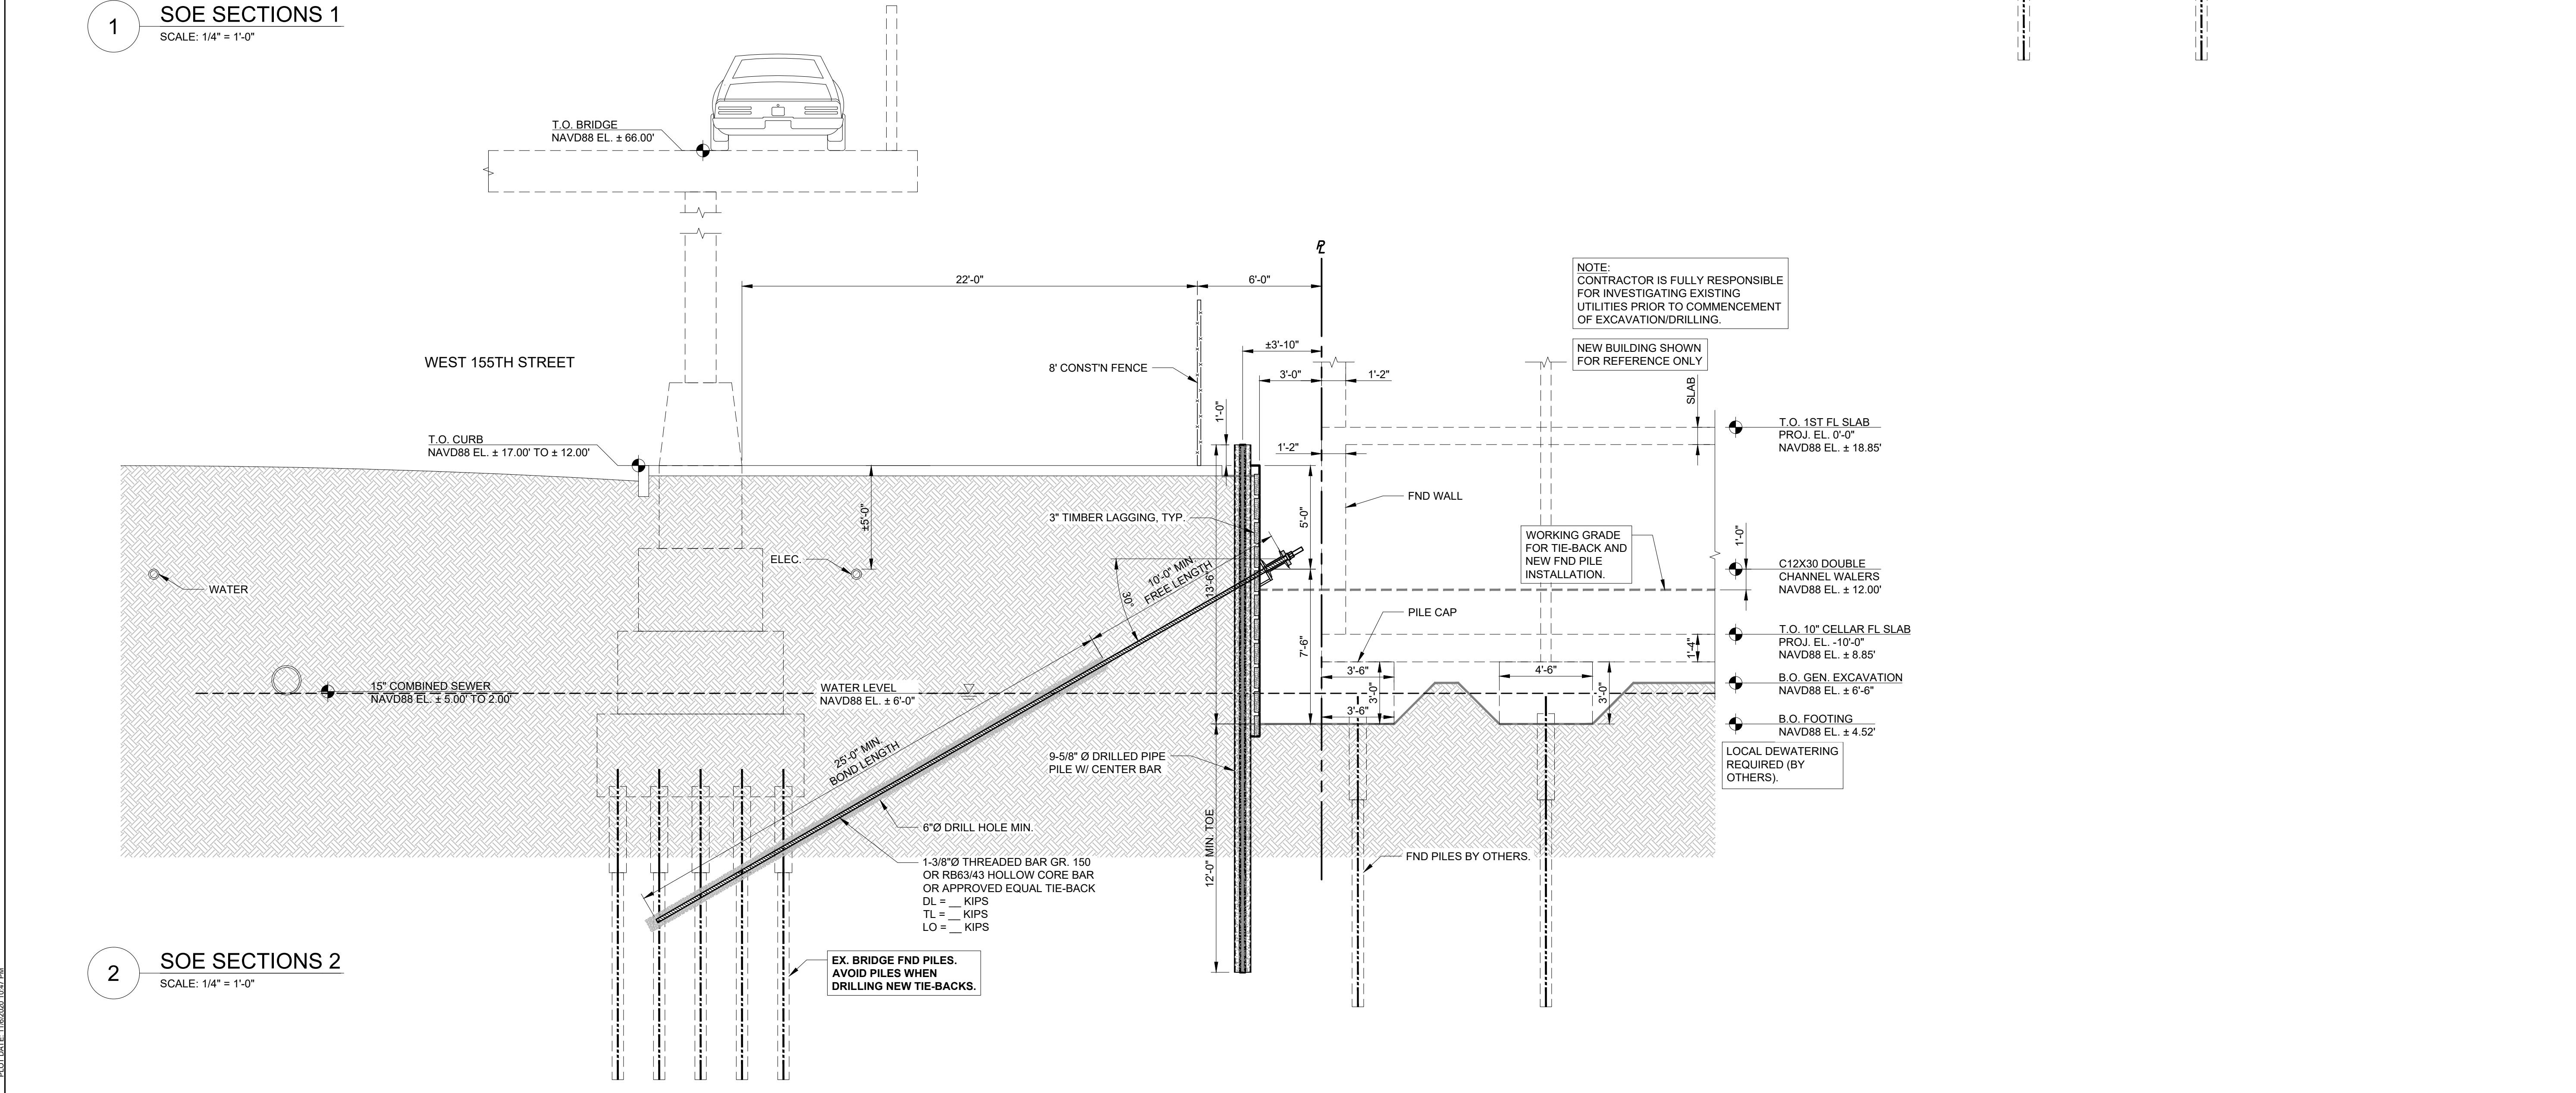 1
SOE SECTIONS 1
SCALE: 1/4" = 1'-0"
T.O. BRIDGE
NAVD88 EL. ± 66.00'
22'-0"
6'-0"
NOTE:
CONTRACTOR IS FULLY RESPONSIBLE
FOR INVESTIGATING EXISTING
UTILITIES PRIOR TO COMMENCEMENT
OF EXCAVATION/DRILLING.
±3'-10"
NEW BUILDING SHOWN
FOR REFERENCE ONLY
WEST 155TH STREET
8' CONST'N FENCE
3'-0"
1'-2"
SLAB
1'-0"
T.O. 1ST FL SLAB
PROJ. EL. 0'-0"
NAVD88 EL. ± 18.85'
T.O. CURB
NAVD88 EL. ± 17.00' TO ± 12.00'
1'-2"
FND WALL
±5'-0"
3" TIMBER LAGGING, TYP.
5'-0"
WORKING GRADE
FOR TIE-BACK AND
NEW FND PILE
INSTALLATION.
1'-0"
ELEC.
WATER
10'-0" MIN.
FREE LENGTH
30°
13'-6"
C12X30 DOUBLE
CHANNEL WALERS
NAVD88 EL. ± 12.00'
PILE CAP
T.O. 10" CELLAR FL SLAB
PROJ. EL. -10'-0"
NAVD88 EL. ± 8.85'
7'-6"
1'-4"
3'-6"
3'-0"
4'-6"
3'-0"
15" COMBINED SEWER
NAVD88 EL. ± 5.00' TO 2.00'
WATER LEVEL
NAVD88 EL. ± 6'-0"
B.O. GEN. EXCAVATION
NAVD88 EL. ± 6'-6"
3'-6"
B.O. FOOTING
NAVD88 EL. ± 4.52'
25'-0" MIN.
BOND LENGTH
9-5/8" Ø DRILLED PIPE
PILE W/ CENTER BAR
LOCAL DEWATERING
REQUIRED (BY
OTHERS).
6"Ø DRILL HOLE MIN.
12'-0" MIN. TOE
1-3/8"Ø THREADED BAR GR. 150
OR RB63/43 HOLLOW CORE BAR
OR APPROVED EQUAL TIE-BACK
DL = __ KIPS
TL = __ KIPS
LO = __ KIPS
FND PILES BY OTHERS.
EX. BRIDGE FND PILES.
AVOID PILES WHEN
DRILLING NEW TIE-BACKS.
2
SOE SECTIONS 2
SCALE: 1/4" = 1'-0"